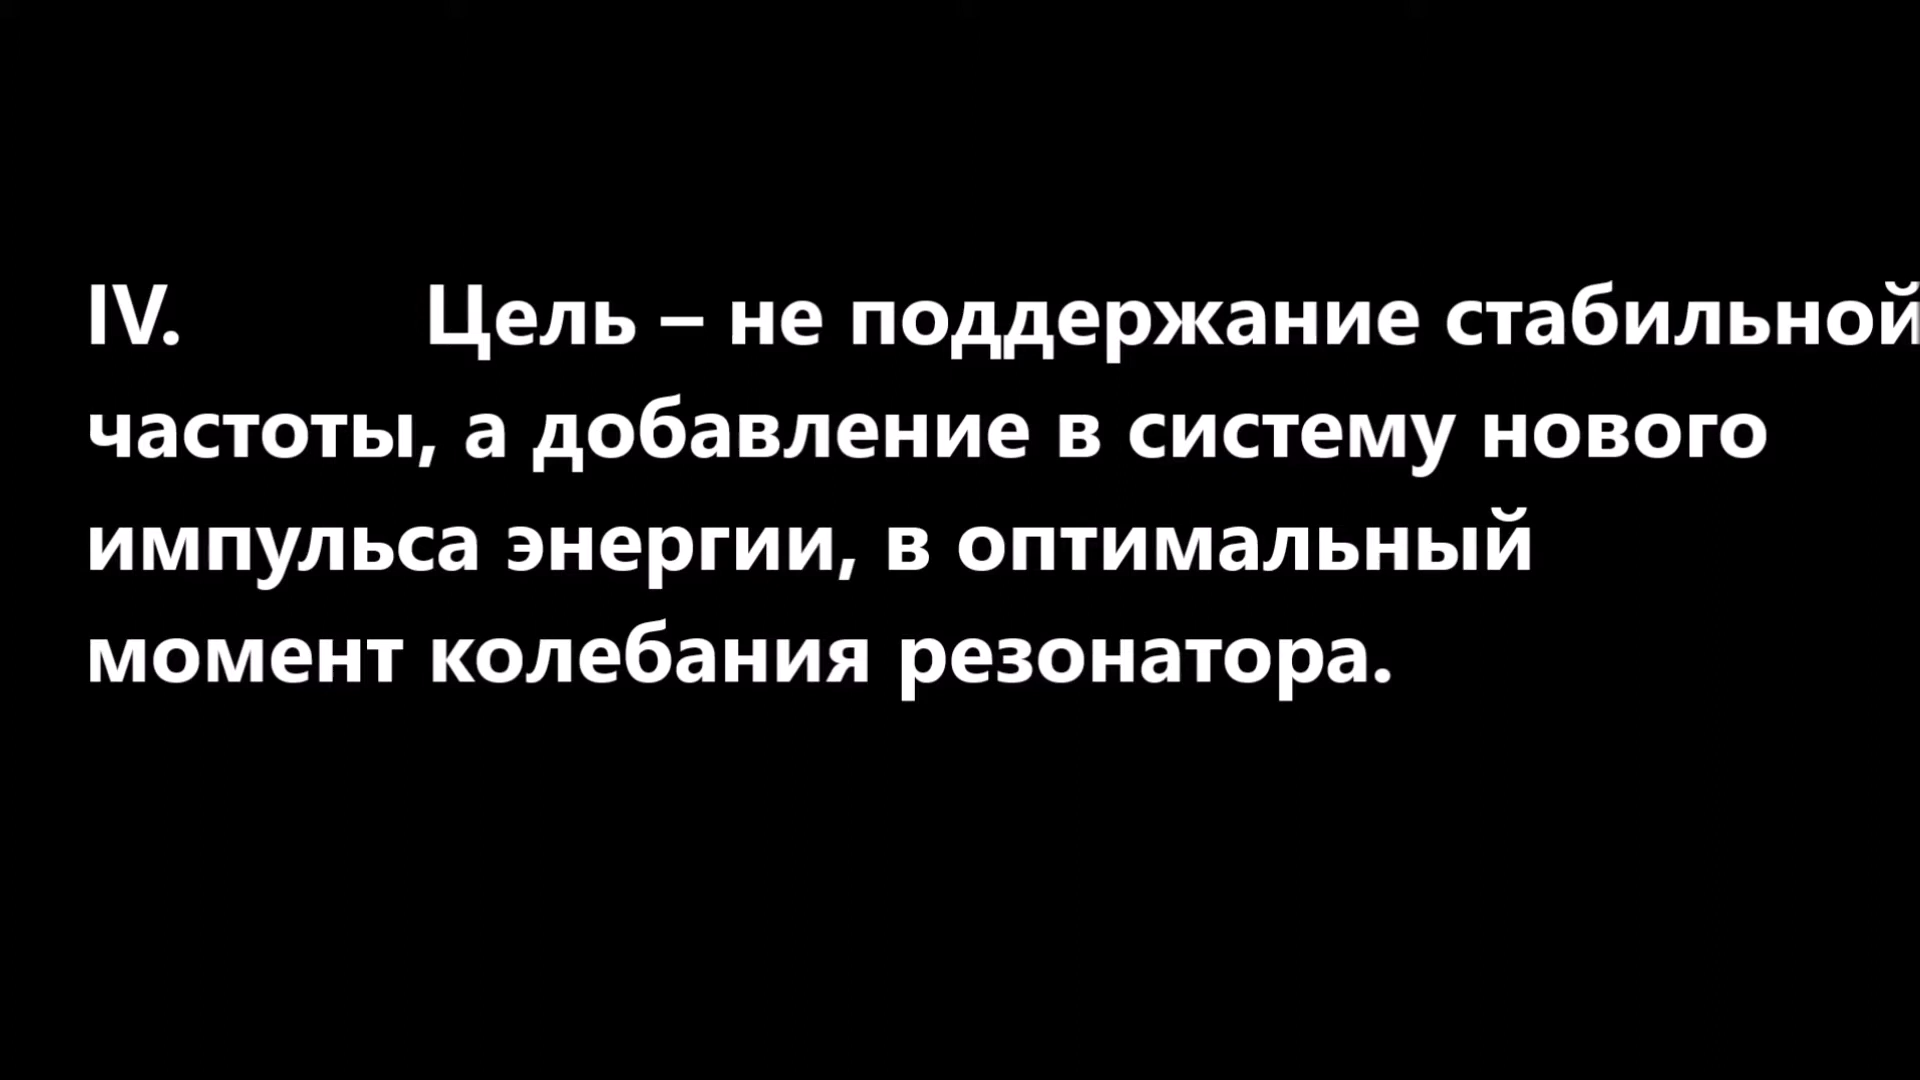 IV. Цель – не поддержание стабильной
частоты, а добавление в систему нового
импульса энергии, в оптимальный
момент колебания резонатора.